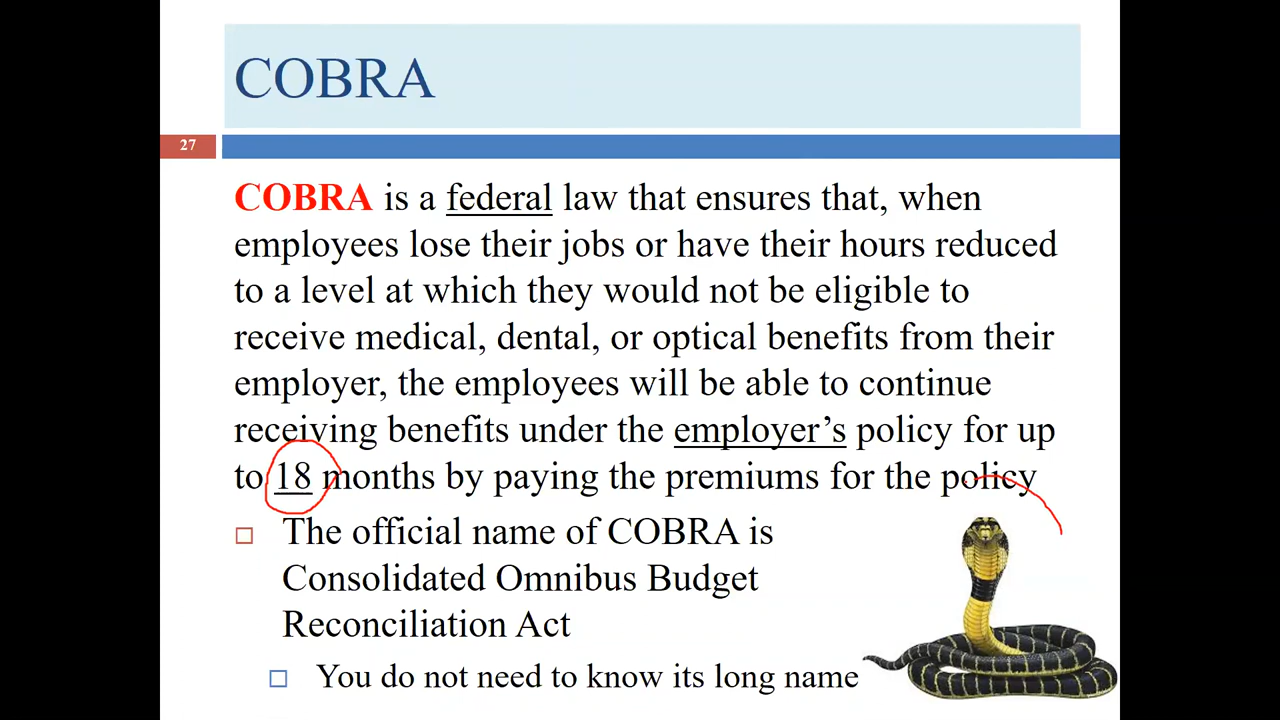 COBRA
27
COBRA is a federal law that ensures that, when
employees lose their jobs or have their hours reduced
to a level at which they would not be eligible to
receive medical, dental, or optical benefits from their
employer, the employees will be able to continue
receiving benefits under the employer’s policy for up
to 18 months by paying the premiums for the policy
The official name of COBRA is
Consolidated Omnibus Budget
Reconciliation Act
You do not need to know its long name